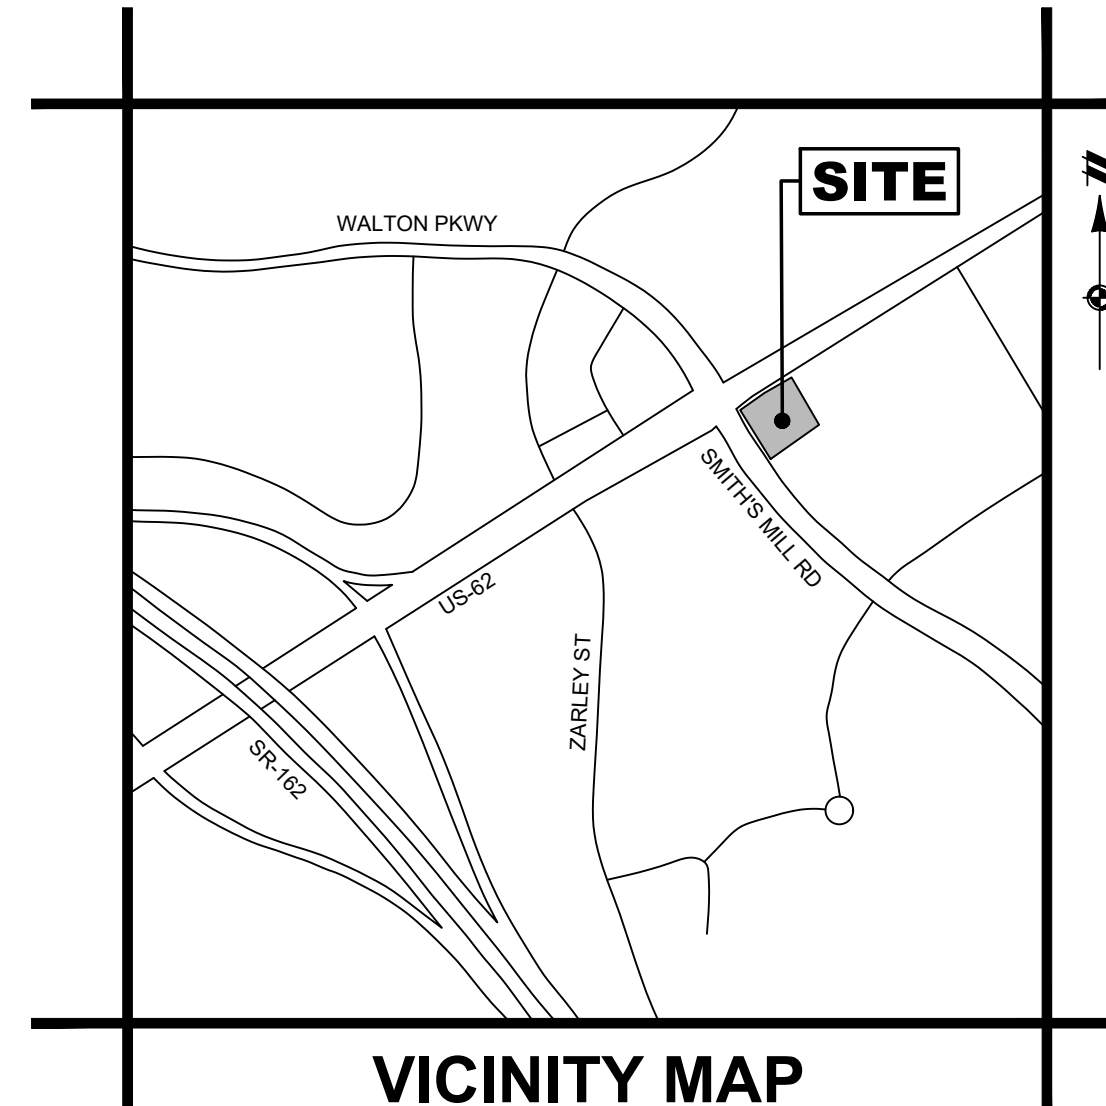 SITE
WALTON PKWY
SMITH'S MILL RD
US-62
ZARLEY ST
SR-162
VICINITY MAP